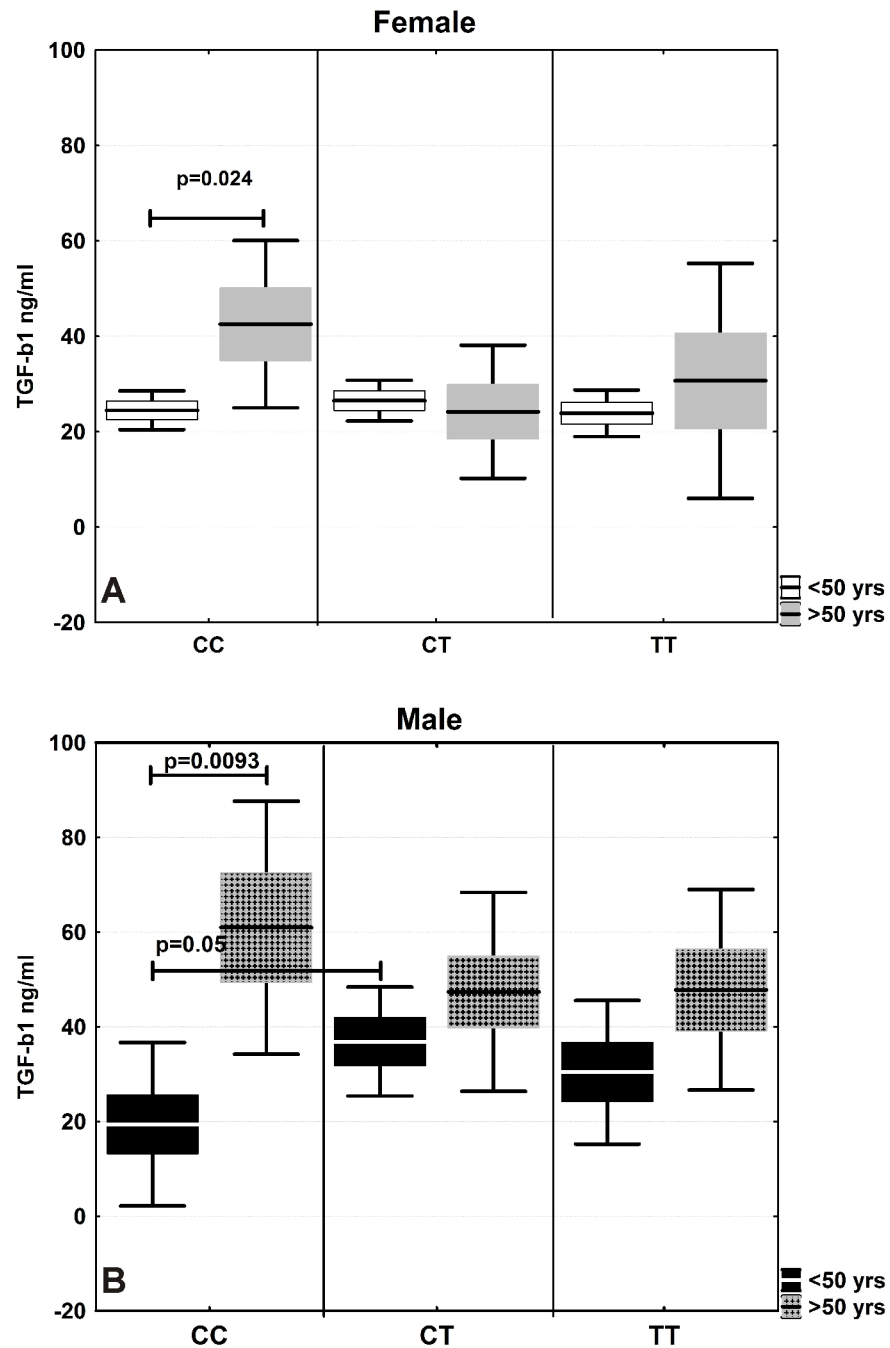 Female
100
80
p=0.024
60
40
20
0
-20
TGF-b1 ng/ml
A
<50 yrs
>50 yrs
CC CT TT
Male
100
p=0.0093
80
60
p=0.05
40
20
0
-20
TGF-b1 ng/ml
B
<50 yrs
>50 yrs
CC CT TT